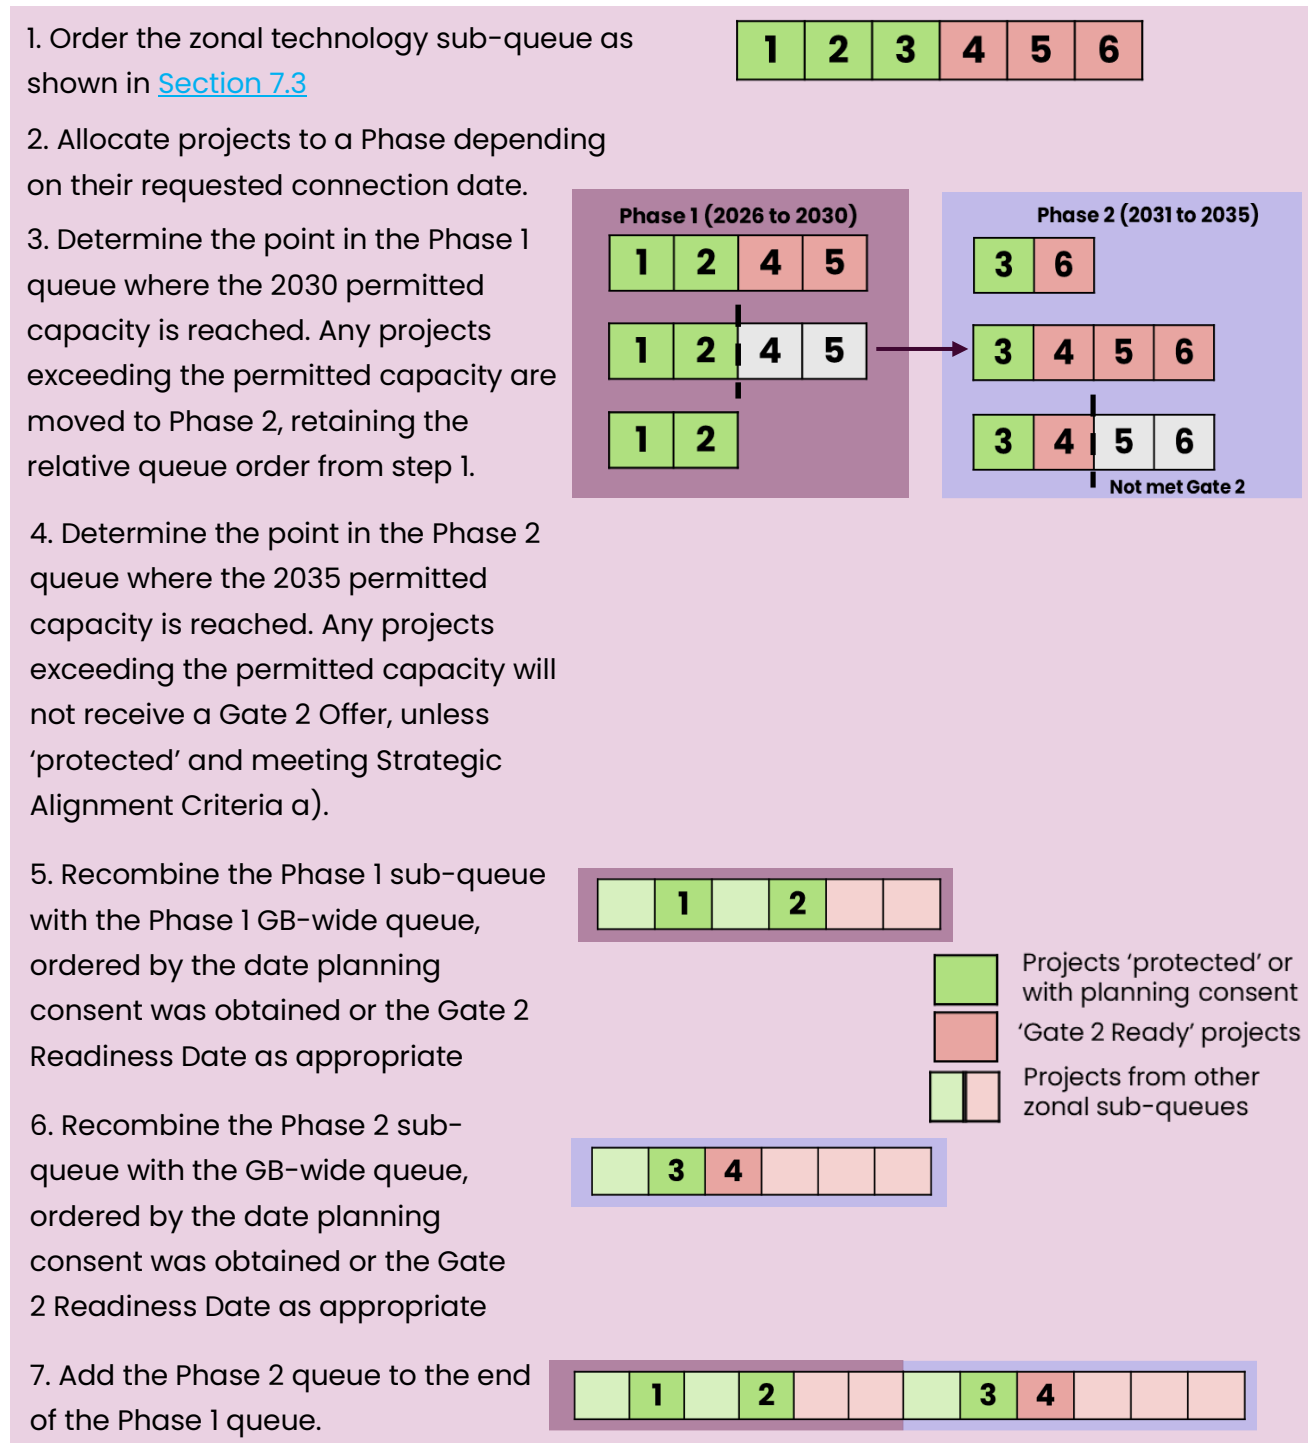 1. Order the zonal technology sub-queue as
shown in Section 7.3
1 2 3 4 5 6
2. Allocate projects to a Phase depending
on their requested connection date.
3. Determine the point in the Phase 1
queue where the 2030 permitted
capacity is reached. Any projects
exceeding the permitted capacity are
moved to Phase 2, retaining the
relative queue order from step 1.
Phase 1 (2026 to 2030)
1 2 4 5
1 2 4 5
1 2
Phase 2 (2031 to 2035)
3 6
3 4 5 6
3 4 5 6
Not met Gate 2
4. Determine the point in the Phase 2
queue where the 2035 permitted
capacity is reached. Any projects
exceeding the permitted capacity will
not receive a Gate 2 Offer, unless
‘protected’ and meeting Strategic
Alignment Criteria a).
5. Recombine the Phase 1 sub-queue
with the Phase 1 GB-wide queue,
ordered by the date planning
consent was obtained or the Gate 2
Readiness Date as appropriate
1 2
Projects ‘protected’ or
with planning consent
‘Gate 2 Ready’ projects
Projects from other
zonal sub-queues
6. Recombine the Phase 2 sub-
queue with the GB-wide queue,
ordered by the date planning
consent was obtained or the Gate
2 Readiness Date as appropriate
3 4
7. Add the Phase 2 queue to the end
of the Phase 1 queue.
1 2 3 4